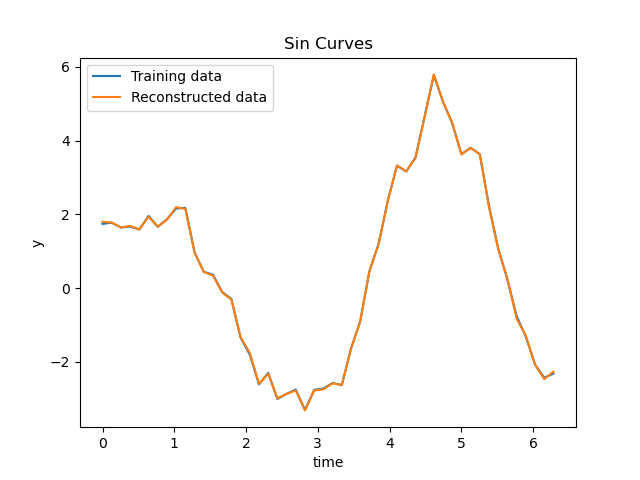 Sin Curves
Training data
Reconstructed data
6
4
2
0
−2
y
0 1 2 3 4 5 6
time